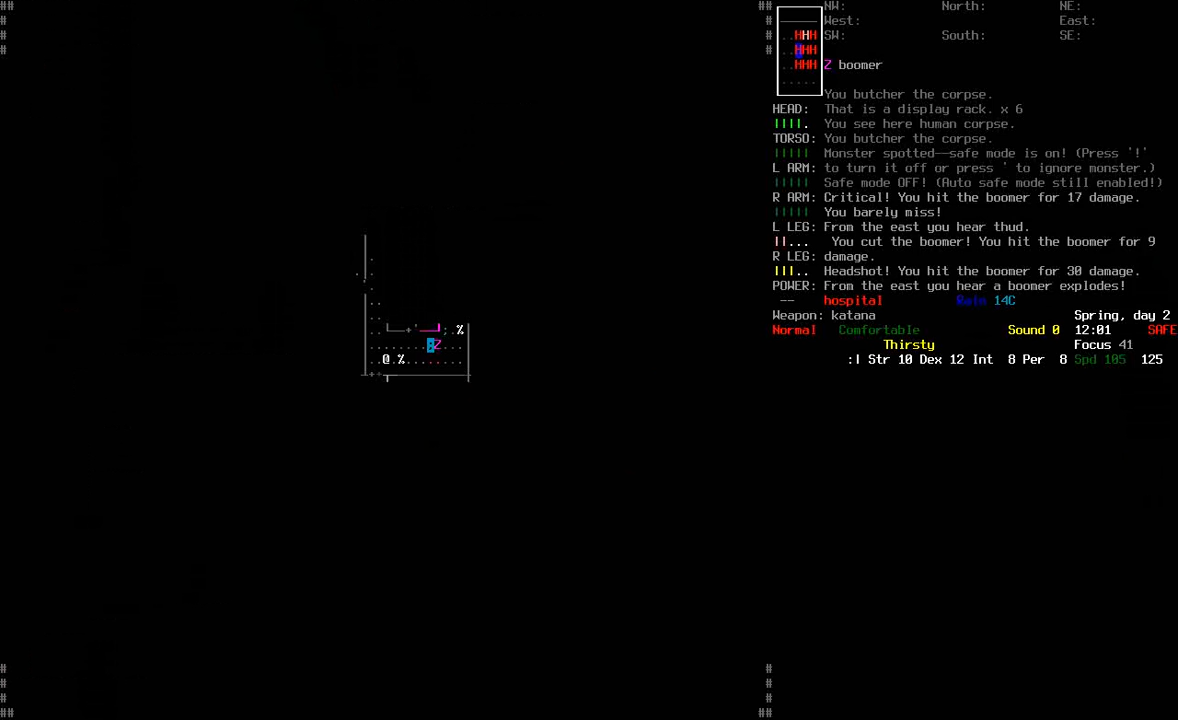 NW: North: NE:
West: East:
SW: South: SE:
HHH
HHH
HHH
Z boomer
You butcher the corpse.
HEAD: That is a display rack. x 6
||||. You see here human corpse.
TORSO: You butcher the corpse.
||||| Monster spotted--safe mode is on! (Press '!'
L ARM: to turn it off or press ' to ignore monster.)
||||| Safe mode OFF! (Auto safe mode still enabled!)
R ARM: Critical! You hit the boomer for 17 damage.
||||| You barely miss!
L LEG: From the east you hear thud.
||... You cut the boomer! You hit the boomer for 9
R LEG: damage.
|||.. Headshot! You hit the boomer for 30 damage.
POWER: From the east you hear a boomer explodes!
-- hospital Rain 14C
Weapon: katana Spring, day 2
Normal Comfortable Sound 0 12:01 SAFE
Thirsty Focus 41
:| Str 10 Dex 12 Int 8 Per 8 Spd 105 125